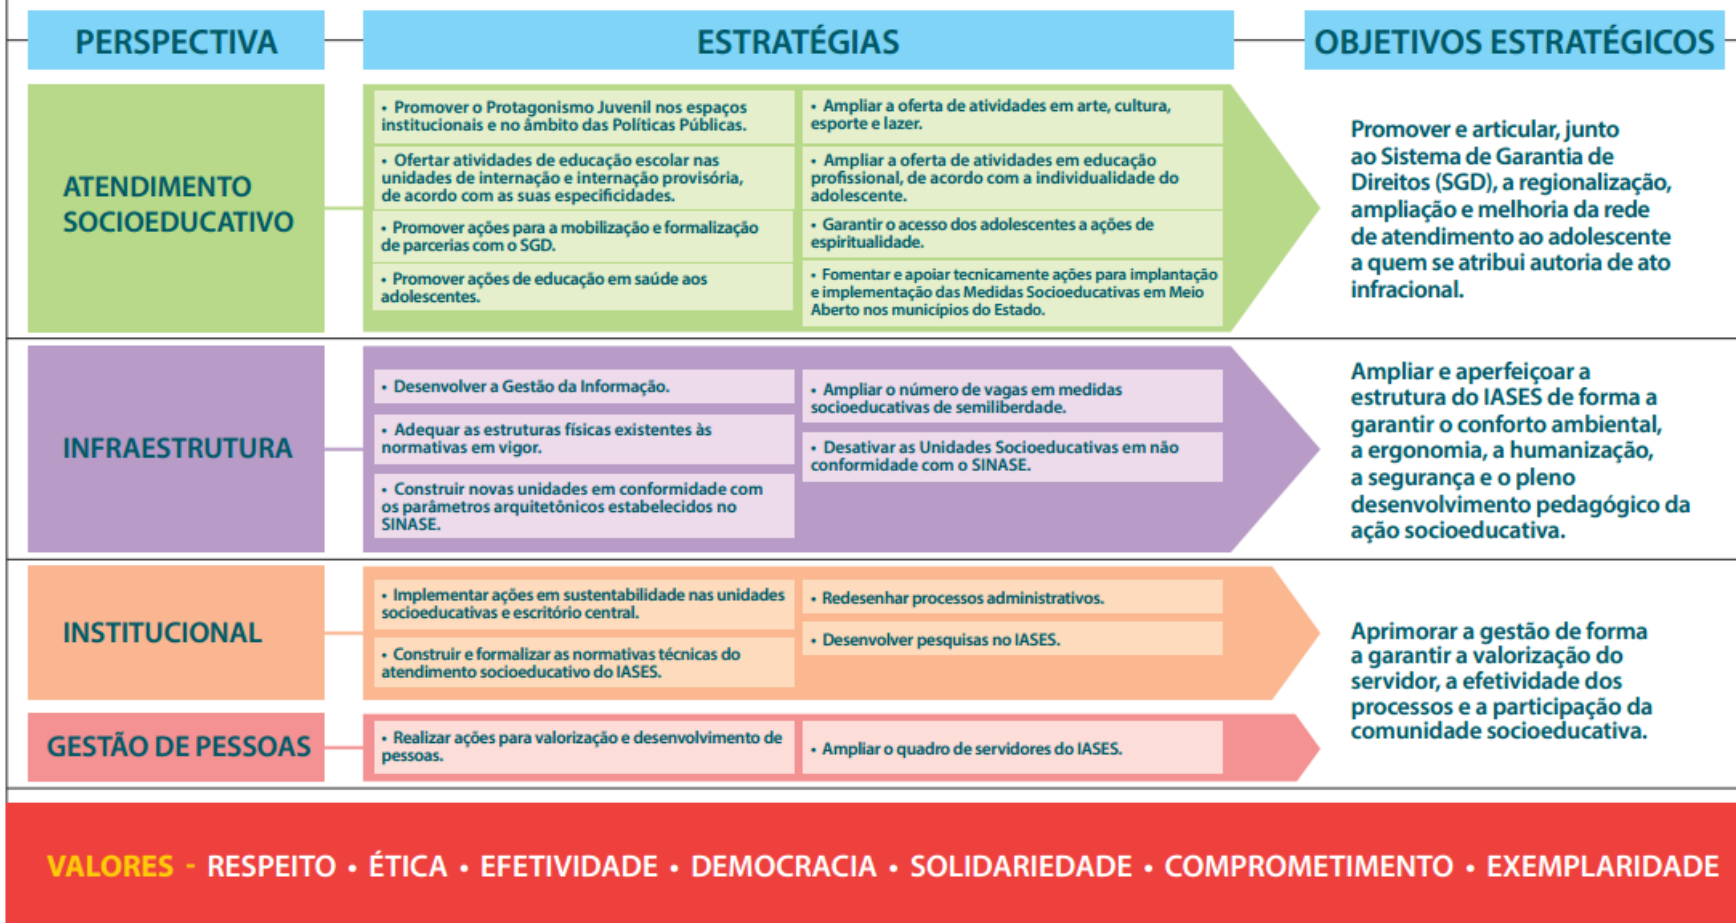 PERSPECTIVA
ESTRATÉGIAS
OBJETIVOS ESTRATÉGICOS
ATENDIMENTO
SOCIOEDUCATIVO
• Promover o Protagonismo Juvenil nos espaços
institucionais e no âmbito das Políticas Públicas.
• Ofertar atividades de educação escolar nas
unidades de internação e internação provisória,
de acordo com as suas especificidades.
• Promover ações para a mobilização e formalização
de parcerias com o SGD.
• Promover ações de educação em saúde aos
adolescentes.
• Ampliar a oferta de atividades em arte, cultura,
esporte e lazer.
• Ampliar a oferta de atividades em educação
profissional, de acordo com a individualidade do
adolescente.
• Garantir o acesso dos adolescentes a ações de
espiritualidade.
• Fomentar e apoiar tecnicamente ações para implantação
e implementação das Medidas Socioeducativas em Meio
Aberto nos municípios do Estado.
Promover e articular, junto
ao Sistema de Garantia de
Direitos (SGD), a regionalização,
ampliação e melhoria da rede
de atendimento ao adolescente
a quem se atribui autoria de ato
infracional.
INFRAESTRUTURA
• Desenvolver a Gestão da Informação.
• Adequar as estruturas físicas existentes às
normativas em vigor.
• Construir novas unidades em conformidade com
os parâmetros arquitetônicos estabelecidos no
SINASE.
• Ampliar o número de vagas em medidas
socioeducativas de semiliberdade.
• Desativar as Unidades Socioeducativas em não
conformidade com o SINASE.
Ampliar e aperfeiçoar a
estrutura do IASES de forma a
garantir o conforto ambiental,
a ergonomia, a humanização,
a segurança e o pleno
desenvolvimento pedagógico da
ação socioeducativa.
INSTITUCIONAL
• Implementar ações em sustentabilidade nas unidades
socioeducativas e escritório central.
• Construir e formalizar as normativas técnicas do
atendimento socioeducativo do IASES.
• Redesenhar processos administrativos.
• Desenvolver pesquisas no IASES.
Aprimorar a gestão de forma
a garantir a valorização do
servidor, a efetividade dos
processos e a participação da
comunidade socioeducativa.
GESTÃO DE PESSOAS
• Realizar ações para valorização e desenvolvimento de
pessoas.
• Ampliar o quadro de servidores do IASES.
VALORES - RESPEITO • ÉTICA • EFETIVIDADE • DEMOCRACIA • SOLIDARIEDADE • COMPROMETIMENTO • EXEMPLARIDADE